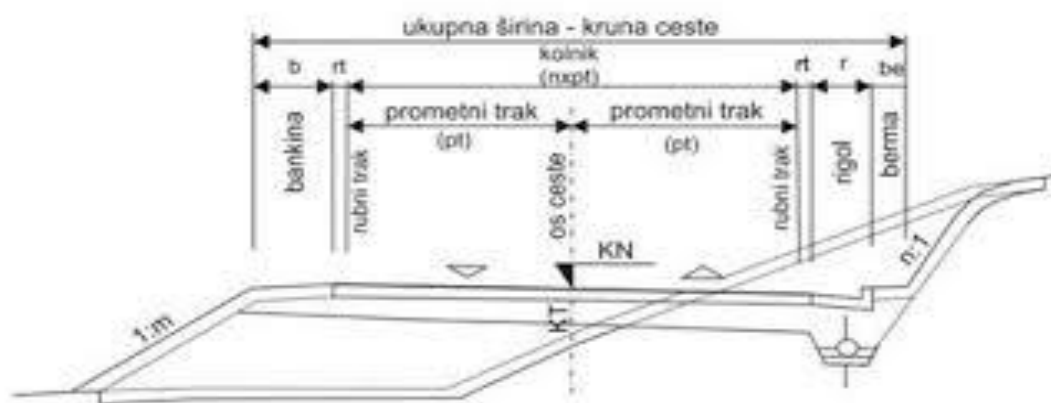 ukupna širina - kruna ceste
kolnik
(nxpt)
b
rt
rt
r
be
prometni trak
(pt)
prometni trak
(pt)
bankina
rubni trak
os ceste
rubni trak
rigol
berma
KN
KT
1:m
n:1